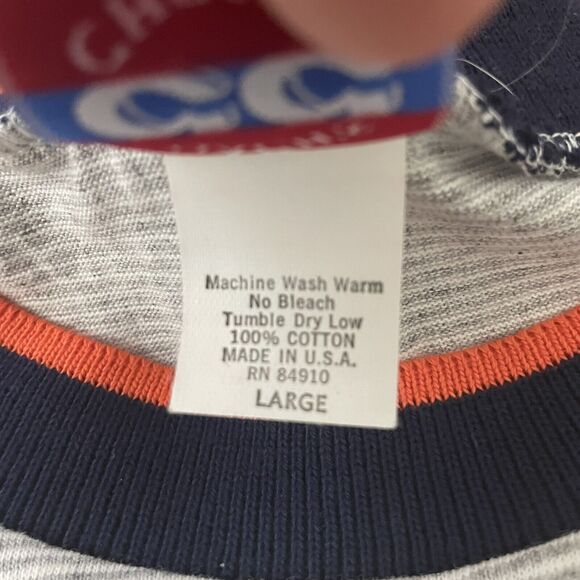 Machine Wash Warm
No Bleach
Tumble Dry Low
100% COTTON
MADE IN U.S.A.
RN 84910
LARGE